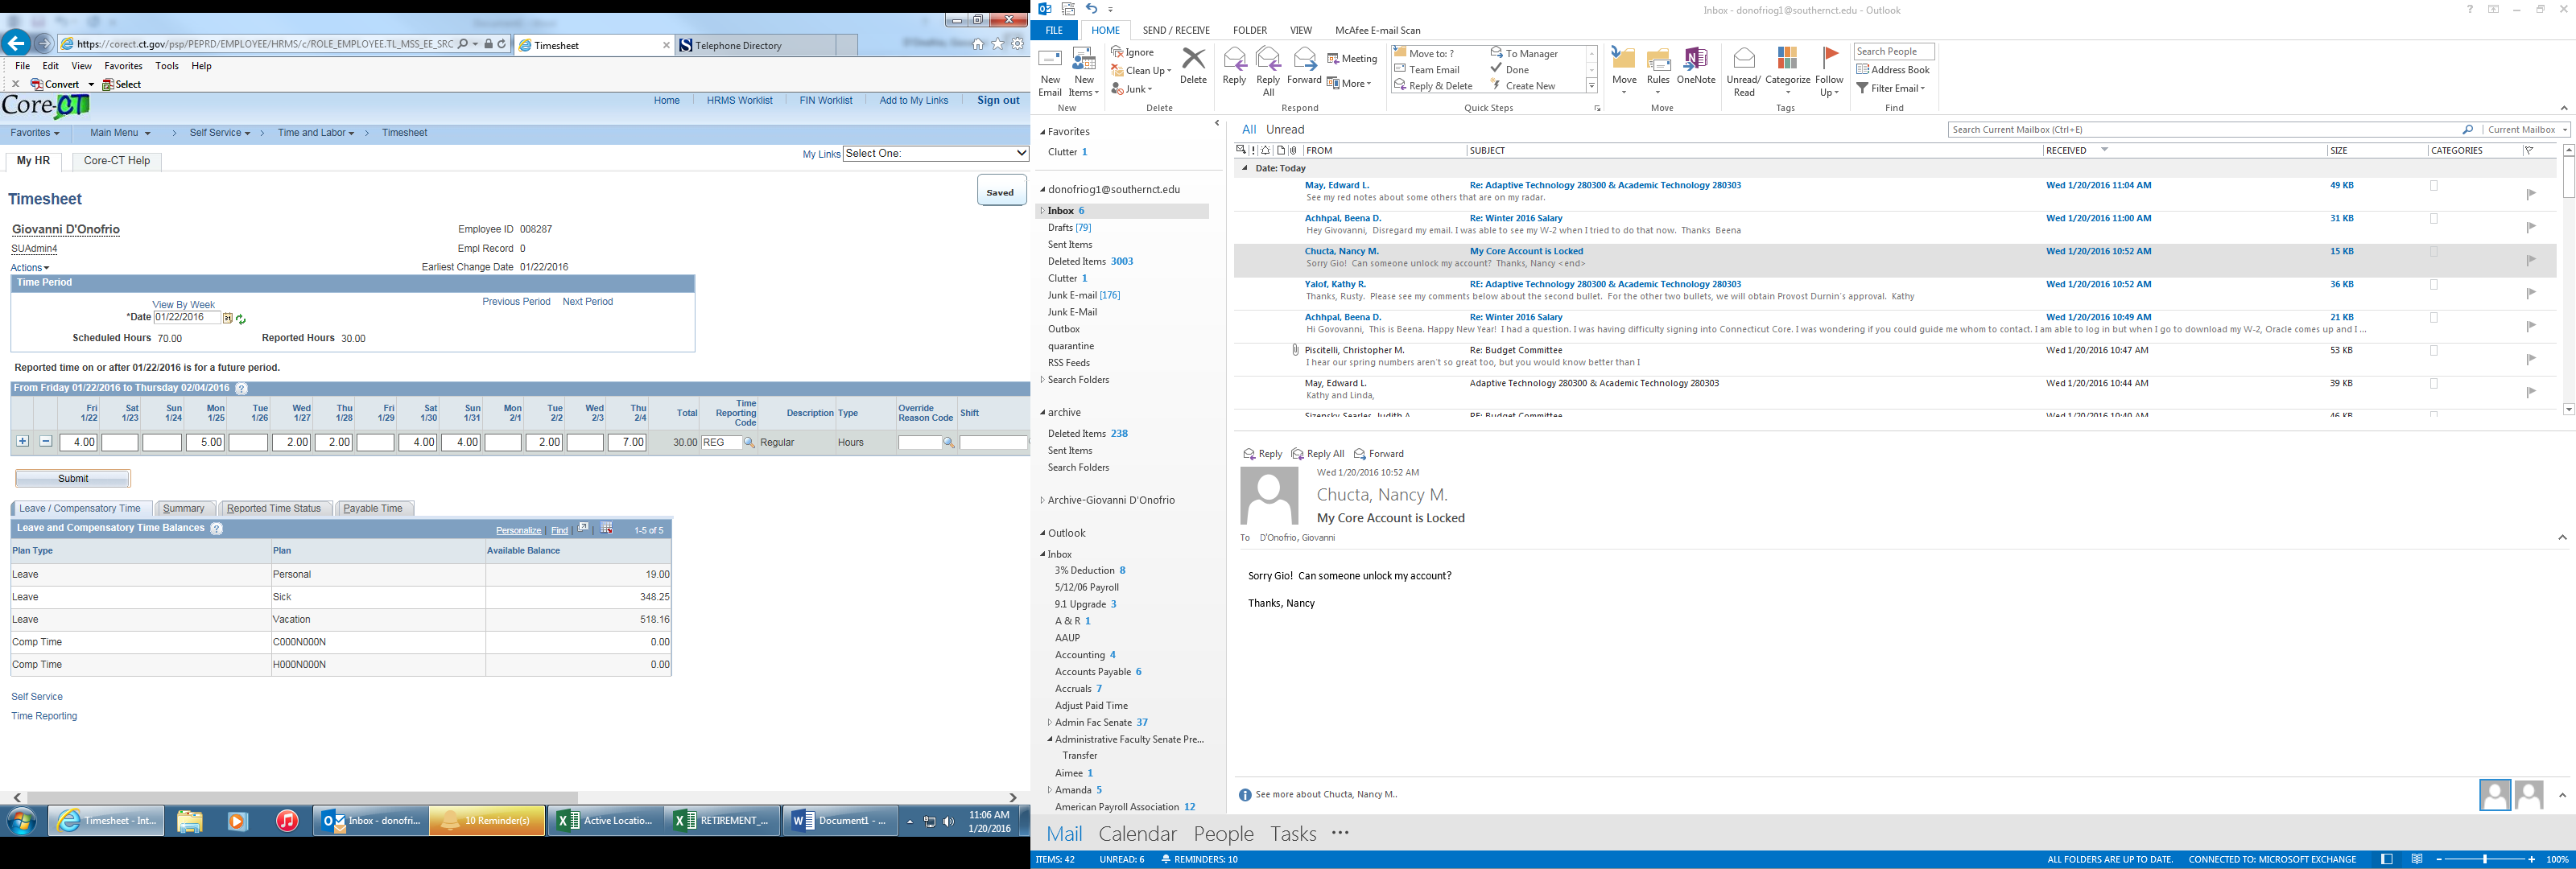 https://corect.ct.gov/psp/PEPRD/EMPLOYEE/HRMS/c/ROLE_EMPLOYEE.TL_MSS_EE_SRC
Timesheet
Telephone Directory
File Edit View Favorites Tools Help
Convert Select
Core-CT
Home HRMS Worklist FIN Worklist Add to My Links Sign out
Favorites Main Menu Self Service Time and Labor Timesheet
My HR Core-CT Help
My Links Select One:
Timesheet
Saved
Giovanni D'Onofrio
Employee ID 008287
SUAdmin4
Empl Record 0
Actions
Earliest Change Date 01/22/2016
Time Period
View By Week
Previous Period Next Period
*Date 01/22/2016
Scheduled Hours 70.00 Reported Hours 30.00
Reported time on or after 01/22/2016 is for a future period.
From Friday 01/22/2016 to Thursday 02/04/2016
Fri 1/22 Sat 1/23 Sun 1/24 Mon 1/25 Tue 1/26 Wed 1/27 Thu 1/28 Fri 1/29 Sat 1/30 Sun 1/31 Mon 2/1 Tue 2/2 Wed 2/3 Thu 2/4 Total Time Reporting Code Description Type Override Reason Code Shift
4.00 5.00 2.00 2.00 4.00 4.00 2.00 7.00 30.00 REG Regular Hours
Submit
Leave / Compensatory Time Summary Reported Time Status Payable Time
Leave and Compensatory Time Balances Personalize | Find | 1-5 of 5
Plan Type Plan Available Balance
Leave Personal 19.00
Leave Sick 348.25
Leave Vacation 518.16
Comp Time C000N000N 0.00
Comp Time H000N000N 0.00
Self Service
Time Reporting
Timesheet - Int...
Inbox - donofri...
10 Reminder(s)
Active Locatio...
RETIREMENT_...
Document1 - ...
11:06 AM
1/20/2016
Inbox - donofriog1@southernct.edu - Outlook
FILE HOME SEND / RECEIVE FOLDER VIEW McAfee E-mail Scan
New Email
New Items
New
Ignore
Clean Up
Junk
Delete
Delete
Reply
Reply All
Forward
Meeting
More
Respond
Move to: ?
Team Email
Reply & Delete
To Manager
Done
Create New
Quick Steps
Move
Rules
OneNote
Move
Unread/ Read
Categorize
Follow Up
Tags
Search People
Address Book
Filter Email
Find
Favorites
Clutter 1
donofriog1@southernct.edu
Inbox 6
Drafts [79]
Sent Items
Deleted Items 3003
Clutter 1
Junk E-mail [176]
Junk E-Mail
Outbox
quarantine
RSS Feeds
Search Folders
archive
Deleted Items 238
Sent Items
Search Folders
Archive-Giovanni D'Onofrio
Outlook
Inbox
3% Deduction 8
5/12/06 Payroll
9.1 Upgrade 3
A & R 1
AAUP
Accounting 4
Accounts Payable 6
Accruals 7
Adjust Paid Time
Admin Fac Senate 37
Administrative Faculty Senate Pre...
Transfer
Aimee 1
Amanda 5
American Payroll Association 12
All Unread
Search Current Mailbox (Ctrl+E) Current Mailbox
FROM SUBJECT RECEIVED SIZE CATEGORIES
Date: Today
May, Edward L. Re: Adaptive Technology 280300 & Academic Technology 280303 Wed 1/20/2016 11:04 AM 49 KB
See my red notes about some others that are on my radar.
Achhpal, Beena D. Re: Winter 2016 Salary Wed 1/20/2016 11:00 AM 31 KB
Hey Givovanni, Disregard my email. I was able to see my W-2 when I tried to do that now. Thanks Beena
Chucta, Nancy M. My Core Account is Locked Wed 1/20/2016 10:52 AM 15 KB
Sorry Gio! Can someone unlock my account? Thanks, Nancy <end>
Yalof, Kathy R. RE: Adaptive Technology 280300 & Academic Technology 280303 Wed 1/20/2016 10:52 AM 36 KB
Thanks, Rusty. Please see my comments below about the second bullet. For the other two bullets, we will obtain Provost Durnin's approval. Kathy
Achhpal, Beena D. Re: Winter 2016 Salary Wed 1/20/2016 10:49 AM 21 KB
Hi Govovanni, This is Beena. Happy New Year! I had a question. I was having difficulty signing into Connecticut Core. I was wondering if you could guide me whom to contact. I am able to log in but when I go to download my W-2, Oracle comes up and I ...
Piscitelli, Christopher M. Re: Budget Committee Wed 1/20/2016 10:47 AM 53 KB
I hear our spring numbers aren't so great too, but you would know better than I
May, Edward L. Adaptive Technology 280300 & Academic Technology 280303 Wed 1/20/2016 10:44 AM 39 KB
Kathy and Linda,
Sizensky Searles, Judith A. RE: Budget Committee Wed 1/20/2016 10:40 AM 46 KB
Reply Reply All Forward
Wed 1/20/2016 10:52 AM
Chucta, Nancy M.
My Core Account is Locked
To D'Onofrio, Giovanni
Sorry Gio! Can someone unlock my account?
Thanks, Nancy
See more about Chucta, Nancy M..
Mail Calendar People Tasks ...
ITEMS: 42 UNREAD: 6 REMINDERS: 10 ALL FOLDERS ARE UP TO DATE. CONNECTED TO: MICROSOFT EXCHANGE 100%